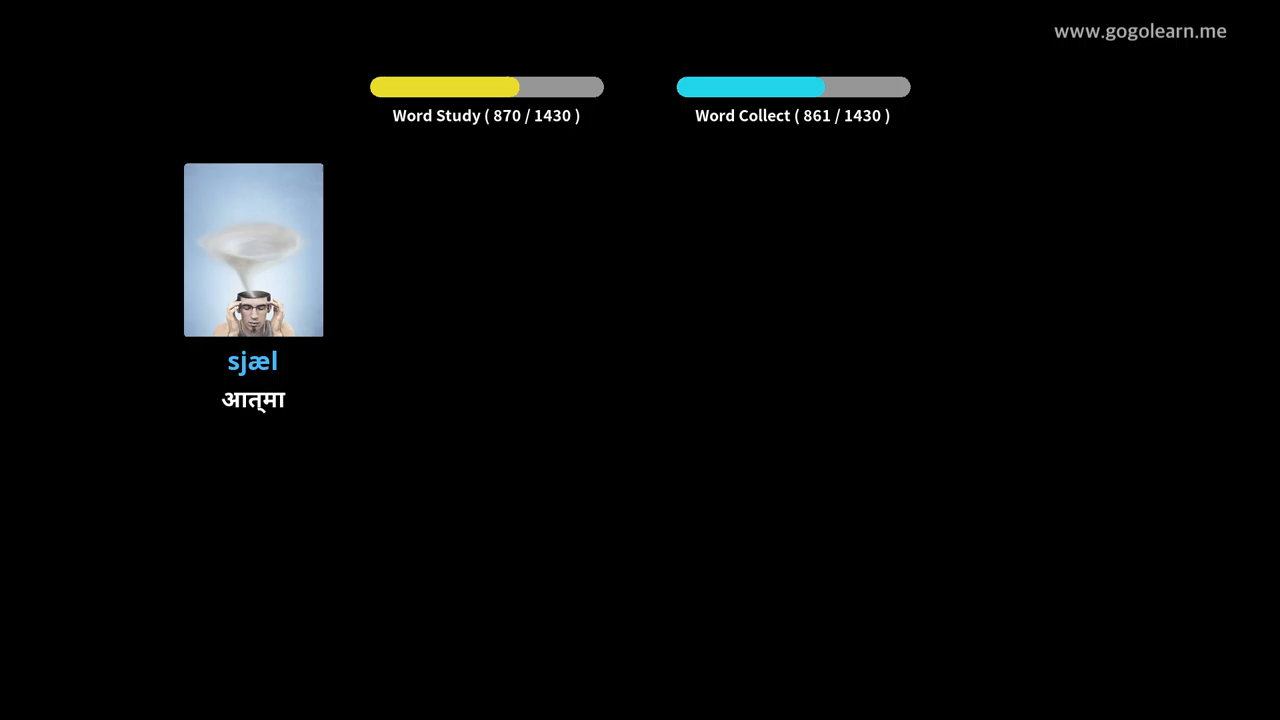 www.gogolearn.me
Word Study ( 870 / 1430 )
Word Collect ( 861 / 1430 )
sjæl
आत्‌मा